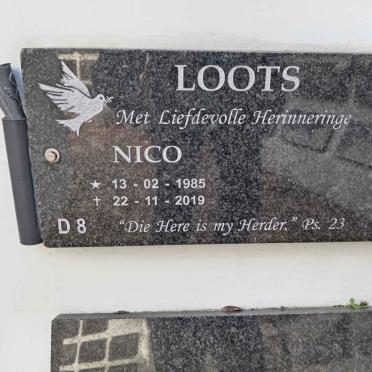 LOOTS
Met Liefdevolle Herinneringe
NICO
★ 13 - 02 - 1985
✝ 22 - 11 - 2019
D 8 "Die Here is my Herder." Ps. 23